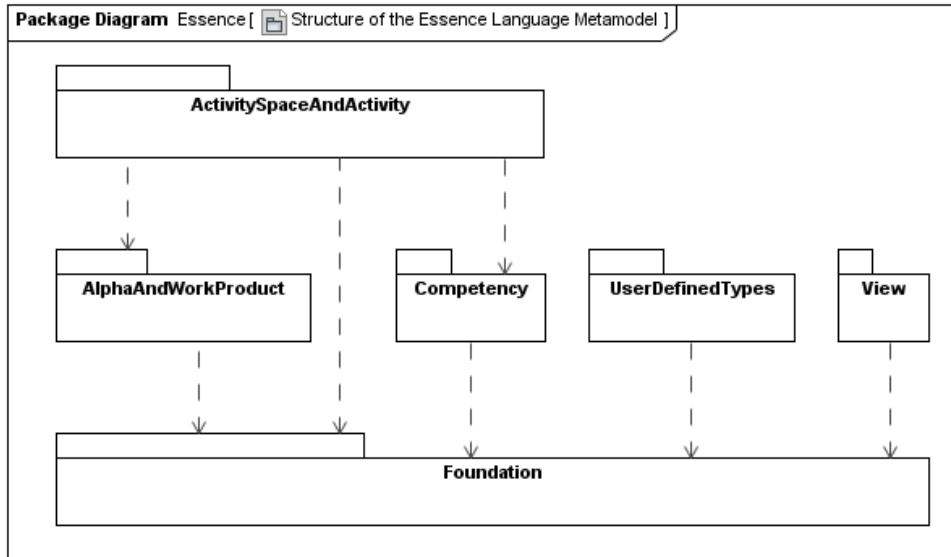 Package Diagram Essence [ Structure of the Essence Language Metamodel ]
ActivitySpaceAndActivity
AlphaAndWorkProduct
Competency
UserDefinedTypes
View
Foundation